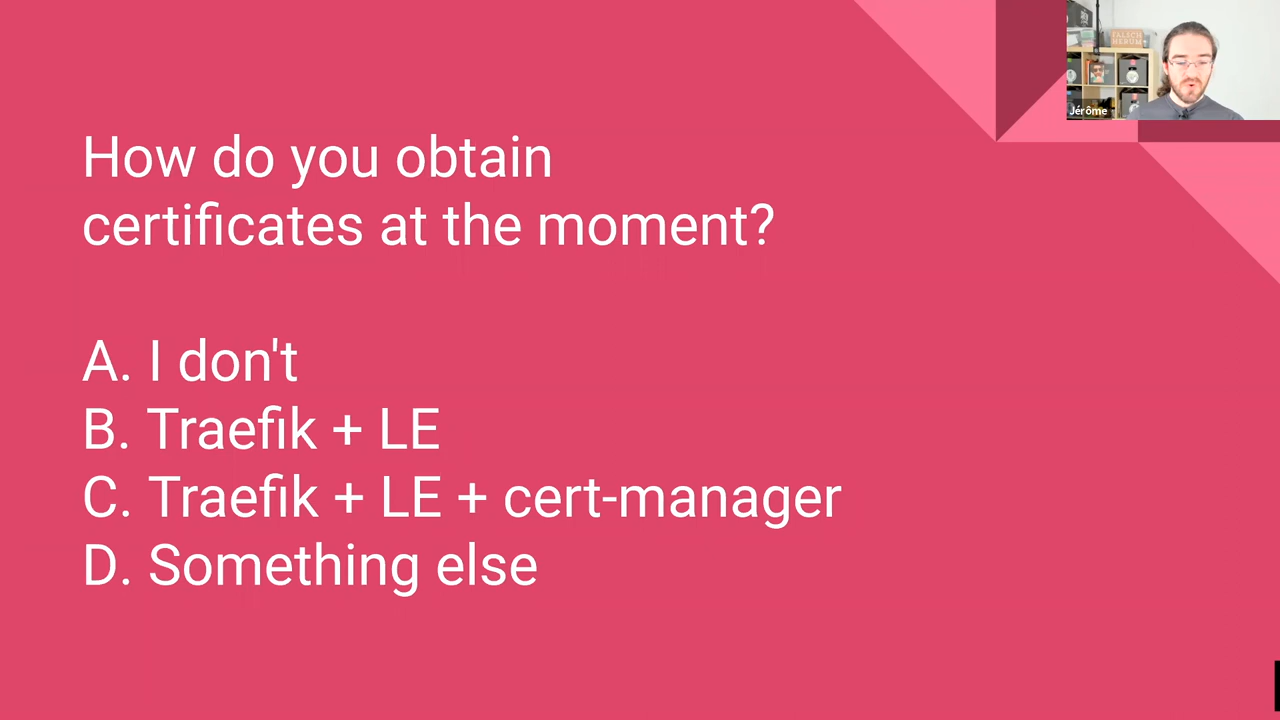 How do you obtain
certificates at the moment?
A. I don't
B. Traefik + LE
C. Traefik + LE + cert-manager
D. Something else
Jérôme